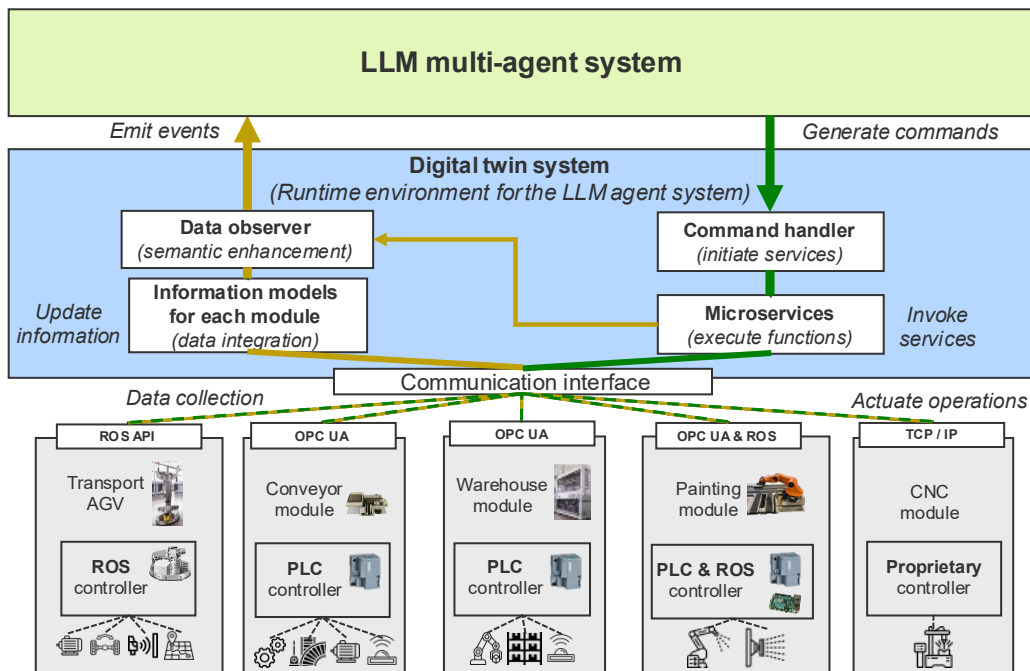 LLM multi-agent system
Emit events
Generate commands
Digital twin system
(Runtime environment for the LLM agent system)
Data observer
(semantic enhancement)
Command handler
(initiate services)
Update
information
Information models
for each module
(data integration)
Microservices
(execute functions)
Invoke
services
Communication interface
Data collection
Actuate operations
ROS API
OPC UA
OPC UA
OPC UA & ROS
TCP / IP
Transport
AGV
Conveyor
module
Warehouse
module
Painting
module
CNC
module
ROS
controller
PLC
controller
PLC
controller
PLC & ROS
controller
Proprietary
controller